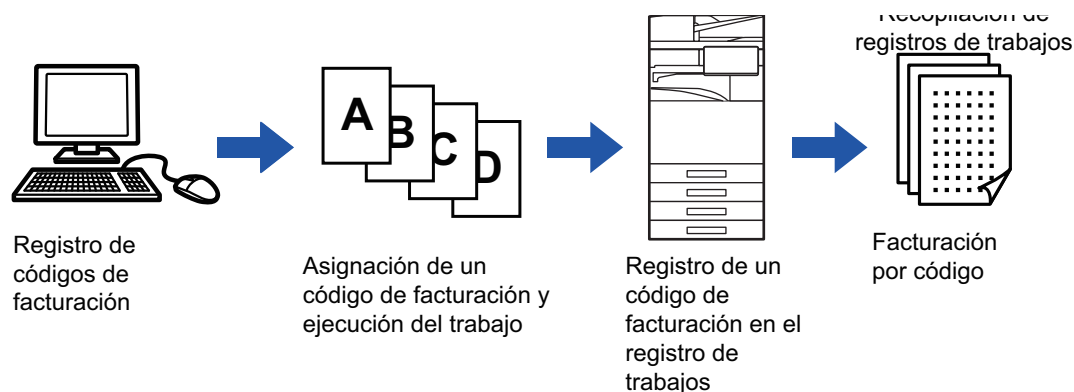 Recopilación de
registros de trabajos
A
B
C
D
Registro de
códigos de
facturación
Asignación de un
código de facturación y
ejecución del trabajo
Registro de un
código de
facturación en el
registro de
trabajos
Facturación
por código